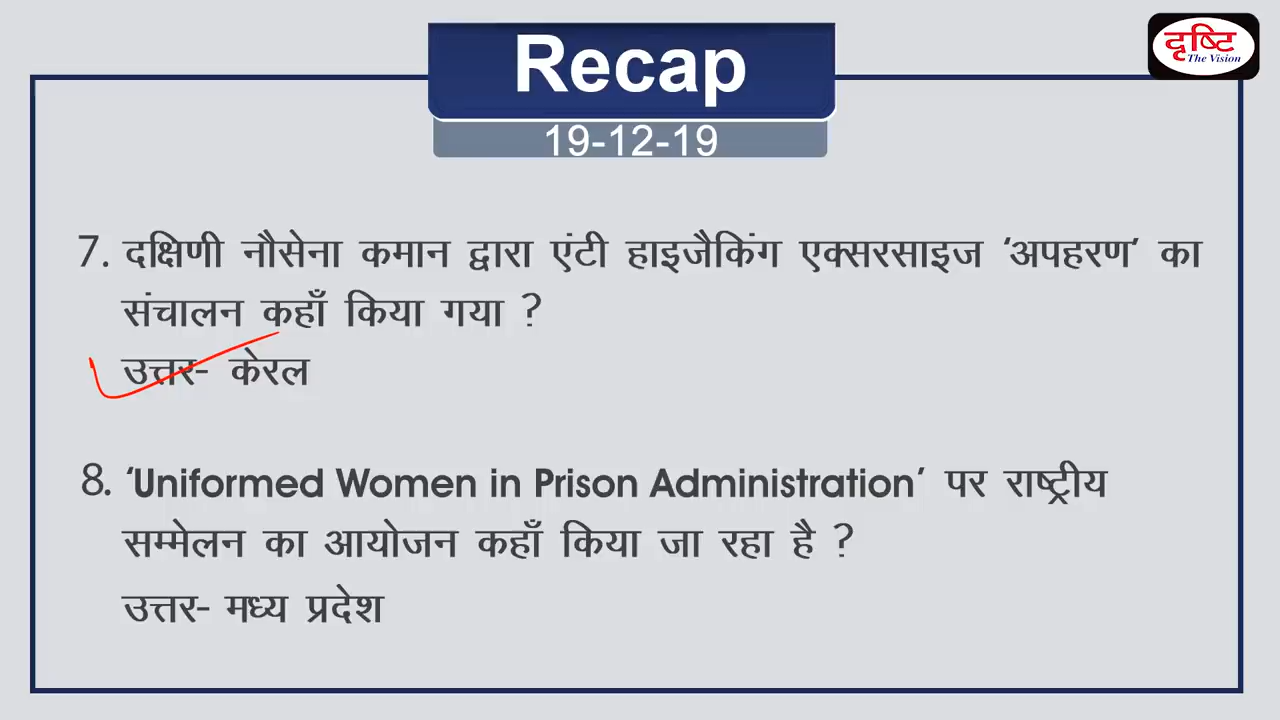 दृष्टि
The Vision
Recap
19-12-19
7. दक्षिणी नौसेना कमान द्वारा एंटी हाइजैकिंग एक्सरसाइज ‘अपहरण’ का
संचालन कहाँ किया गया ?
उत्तर- केरल
8. ‘Uniformed Women in Prison Administration’ पर राष्ट्रीय
सम्मेलन का आयोजन कहाँ किया जा रहा है ?
उत्तर- मध्य प्रदेश